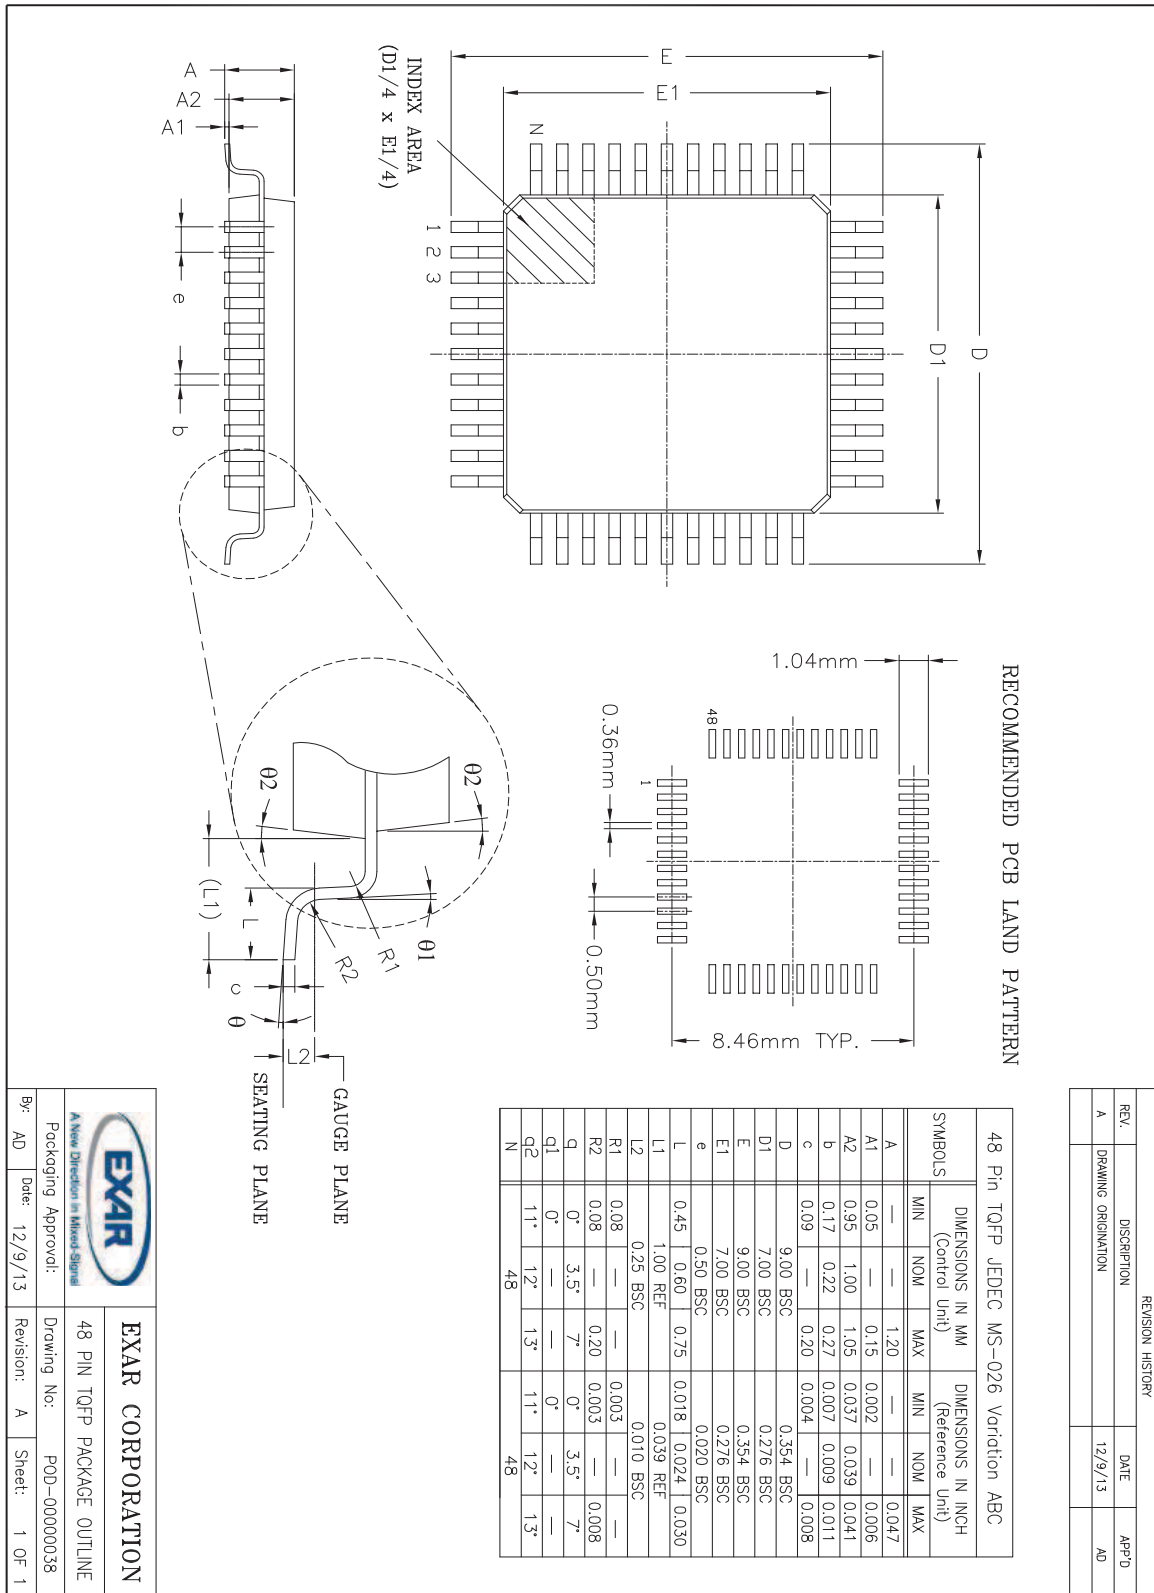 REVISION HISTORY
REV. DISCRIPTION DATE APP'D
A DRAWING ORIGINATION 12/9/13 AD
A
A2
A1
e
b
INDEX AREA
(D1/4 x E1/4)
E
E1
N
1 2 3
D1
D
RECOMMENDED PCB LAND PATTERN
1.04mm
48
1
0.36mm
0.50mm
8.46mm TYP.
θ2
θ2
(L1)
L
R1
R2
θ1
c
θ
L2
GAUGE PLANE
SEATING PLANE
48 Pin TQFP JEDEC MS-026 Variation ABC
SYMBOLS DIMENSIONS IN MM (Control Unit) DIMENSIONS IN INCH (Reference Unit)
MIN NOM MAX MIN NOM MAX
A — — 1.20 — — 0.047
A1 0.05 — 0.15 0.002 — 0.006
A2 0.95 1.00 1.05 0.037 0.039 0.041
b 0.17 0.22 0.27 0.007 0.009 0.011
c 0.09 — 0.20 0.004 — 0.008
D 9.00 BSC 0.354 BSC
D1 7.00 BSC 0.276 BSC
E 9.00 BSC 0.354 BSC
E1 7.00 BSC 0.276 BSC
e 0.50 BSC 0.020 BSC
L 0.45 0.60 0.75 0.018 0.024 0.030
L1 1.00 REF 0.039 REF
L2 0.25 BSC 0.010 BSC
R1 0.08 — — 0.003 — —
R2 0.08 — 0.20 0.003 — 0.008
q 0° 3.5° 7° 0° 3.5° 7°
q1 0° — — 0° — —
q2 11° 12° 13° 11° 12° 13°
N 48 48
EXAR
A New Direction in Mixed-Signal
EXAR CORPORATION
48 PIN TQFP PACKAGE OUTLINE
Packaging Approval:
Drawing No: POD-00000038
By: AD Date: 12/9/13 Revision: A Sheet: 1 OF 1